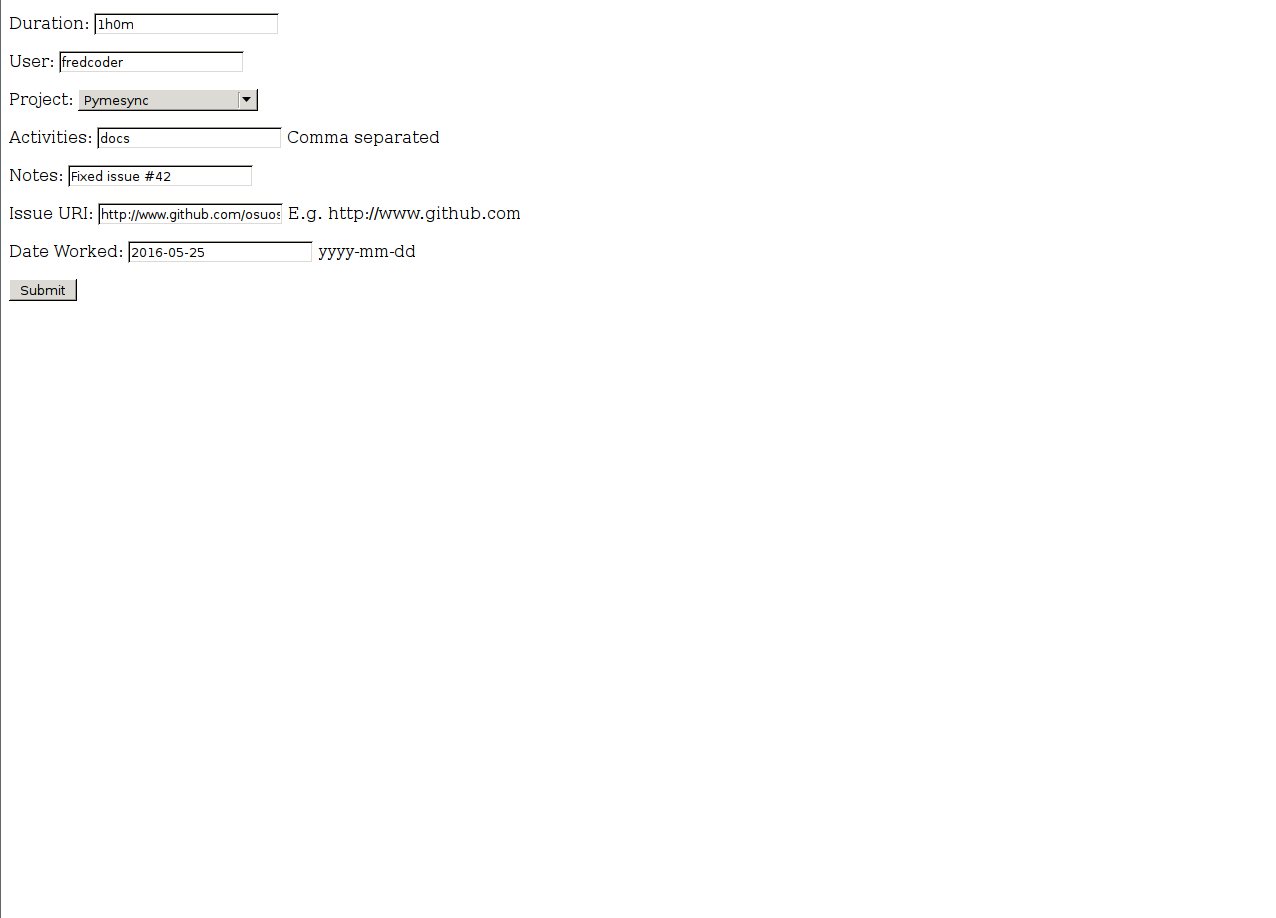 Duration: 1h0m
User: fredcoder
Project: Pymesync
Activities: docs Comma separated
Notes: Fixed issue #42
Issue URI: http://www.github.com/osuos E.g. http://www.github.com
Date Worked: 2016-05-25 yyyy-mm-dd
Submit